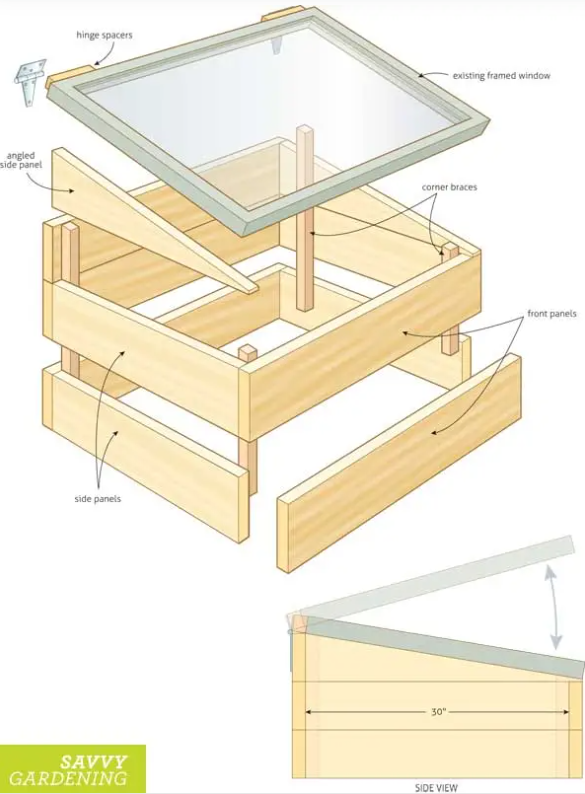 hinge spacers
existing framed window
angled
side panel
corner braces
front panels
side panels
30"
SAVVY
GARDENING
SIDE VIEW